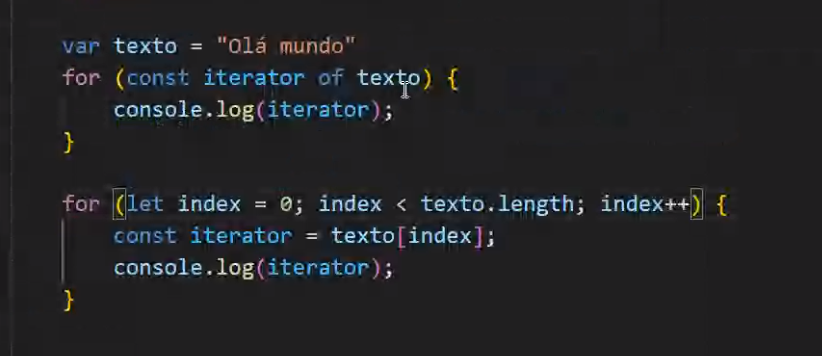 var texto = "Olá mundo"
for (const iterator of texto) {
    console.log(iterator);
}
for (let index = 0; index < texto.length; index++) {
    const iterator = texto[index];
    console.log(iterator);
}